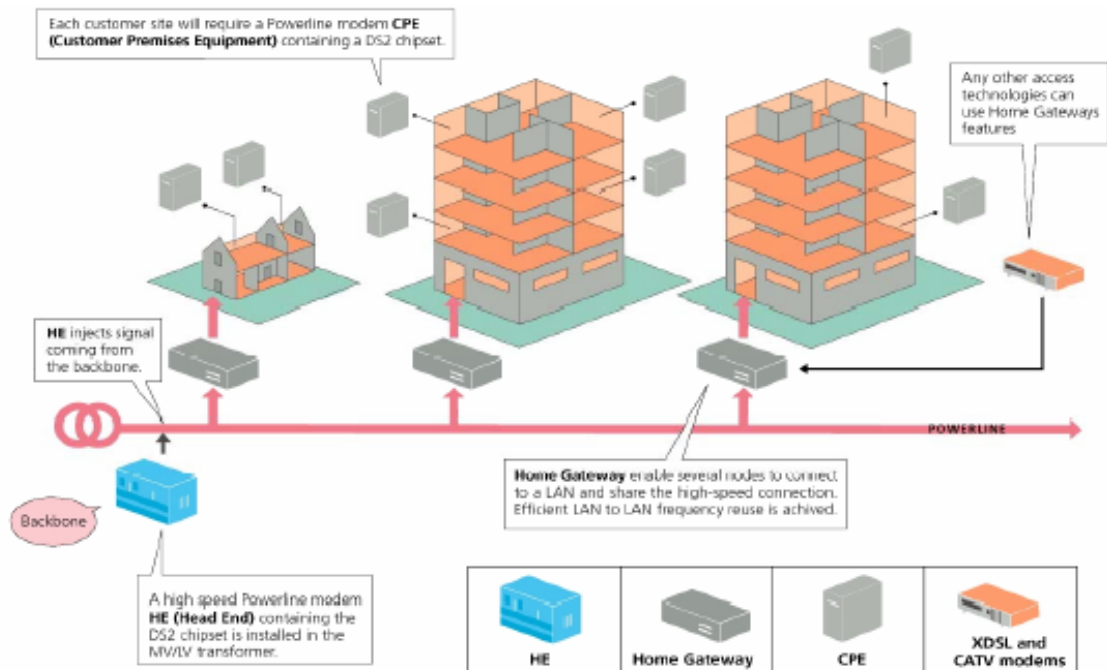 Each customer site will require a Powerline modem CPE
(Customer Premises Equipment) containing a DS2 chipset.
Any other access
technologies can
use Home Gateways
features
HE injects signal
coming from
the backbone.
POWERLINE
Home Gateway enable several nodes to connect
to a LAN and share the high-speed connection.
Efficient LAN to LAN frequency reuse is achived.
Backbone
A high speed Powerline modem
HE (Head End) containing the
DS2 chipset is installed in the
MV/LV transformer.
HE
Home Gateway
CPE
XDSL and
CATV modems